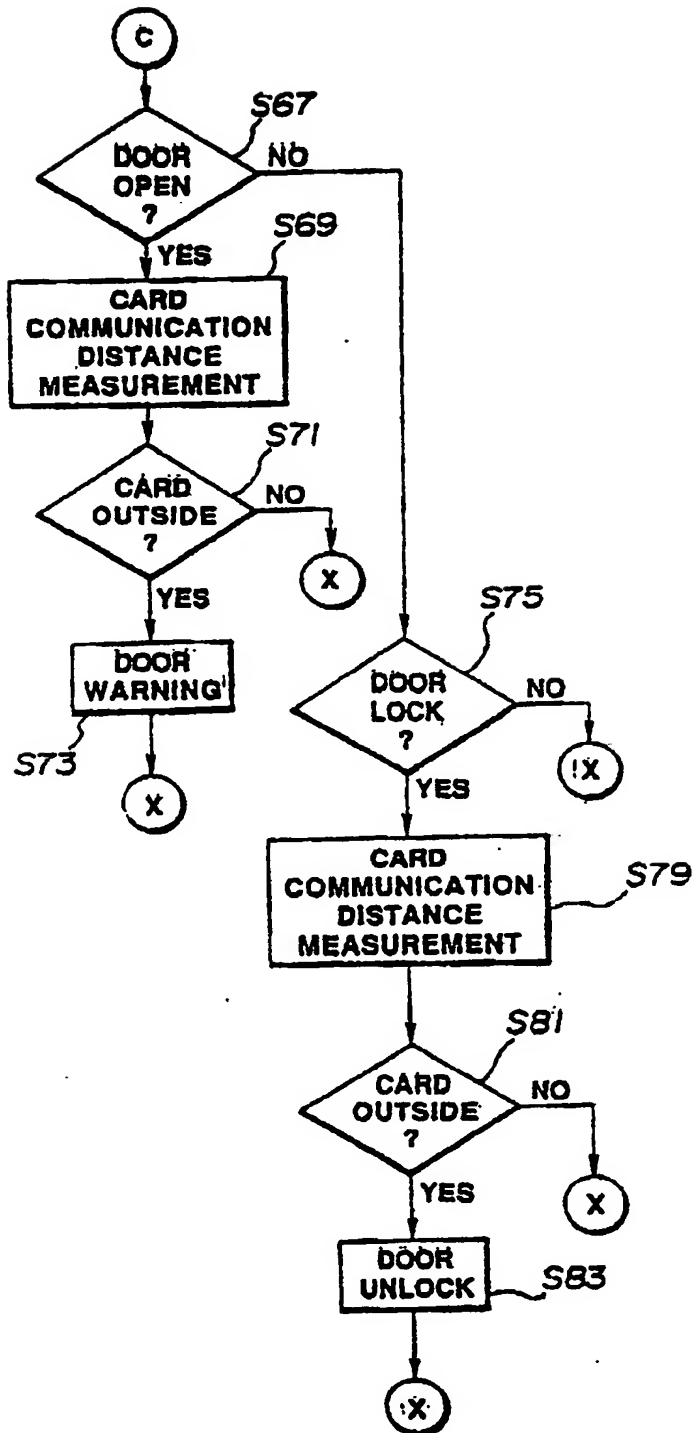 C
S67
DOOR
OPEN
?
NO
YES
S69
CARD
COMMUNICATION
DISTANCE
MEASUREMENT
S71
CARD
OUTSIDE
?
NO
X
YES
DOOR
WARNING
S73
X
S75
DOOR
LOCK
?
NO
X
YES
CARD
COMMUNICATION
DISTANCE
MEASUREMENT
S79
S81
CARD
OUTSIDE
?
NO
X
YES
DOOR
UNLOCK
S83
X